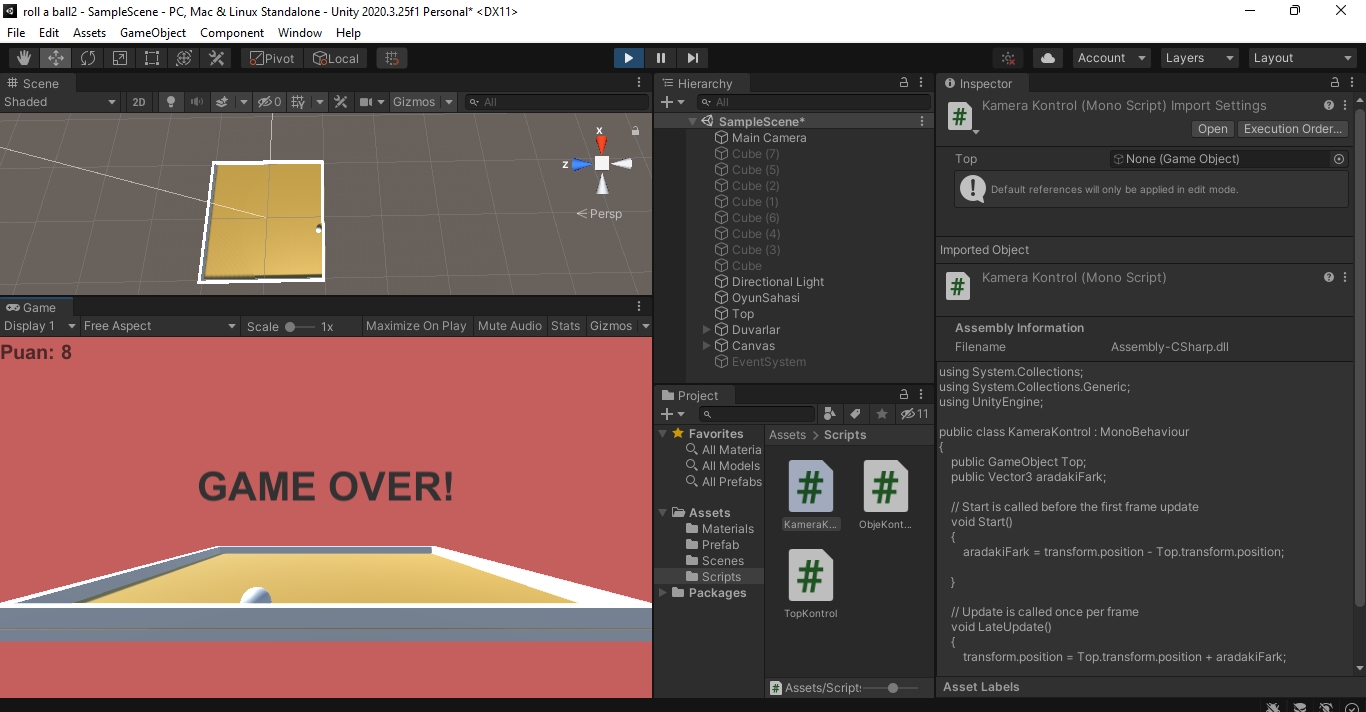 roll a ball2 - SampleScene - PC, Mac & Linux Standalone - Unity 2020.3.25f1 Personal* <DX11>
File Edit Assets GameObject Component Window Help
Pivot Local Account Layers Layout
Scene
Shaded 2D 0 Gizmos All
x
z
Persp
Game
Display 1 Free Aspect Scale 1x Maximize On Play Mute Audio Stats Gizmos
Puan: 8
GAME OVER!
Hierarchy
All
SampleScene*
Main Camera
Cube (7)
Cube (5)
Cube (2)
Cube (1)
Cube (6)
Cube (4)
Cube (3)
Cube
Directional Light
OyunSahasi
Top
Duvarlar
Canvas
EventSystem
Project
11
Favorites
All Materia
All Models
All Prefabs
Assets
Materials
Prefab
Scenes
Scripts
Packages
Assets > Scripts
KameraK...
ObjeKont...
TopKontrol
Assets/Scripts
Inspector
Kamera Kontrol (Mono Script) Import Settings
Open Execution Order...
Top None (Game Object)
Default references will only be applied in edit mode.
Imported Object
Kamera Kontrol (Mono Script)
Assembly Information
Filename Assembly-CSharp.dll
using System.Collections;
using System.Collections.Generic;
using UnityEngine;
public class KameraKontrol : MonoBehaviour
{
public GameObject Top;
public Vector3 aradakiFark;
// Start is called before the first frame update
void Start()
{
aradakiFark = transform.position - Top.transform.position;
}
// Update is called once per frame
void LateUpdate()
{
transform.position = Top.transform.position + aradakiFark;
Asset Labels